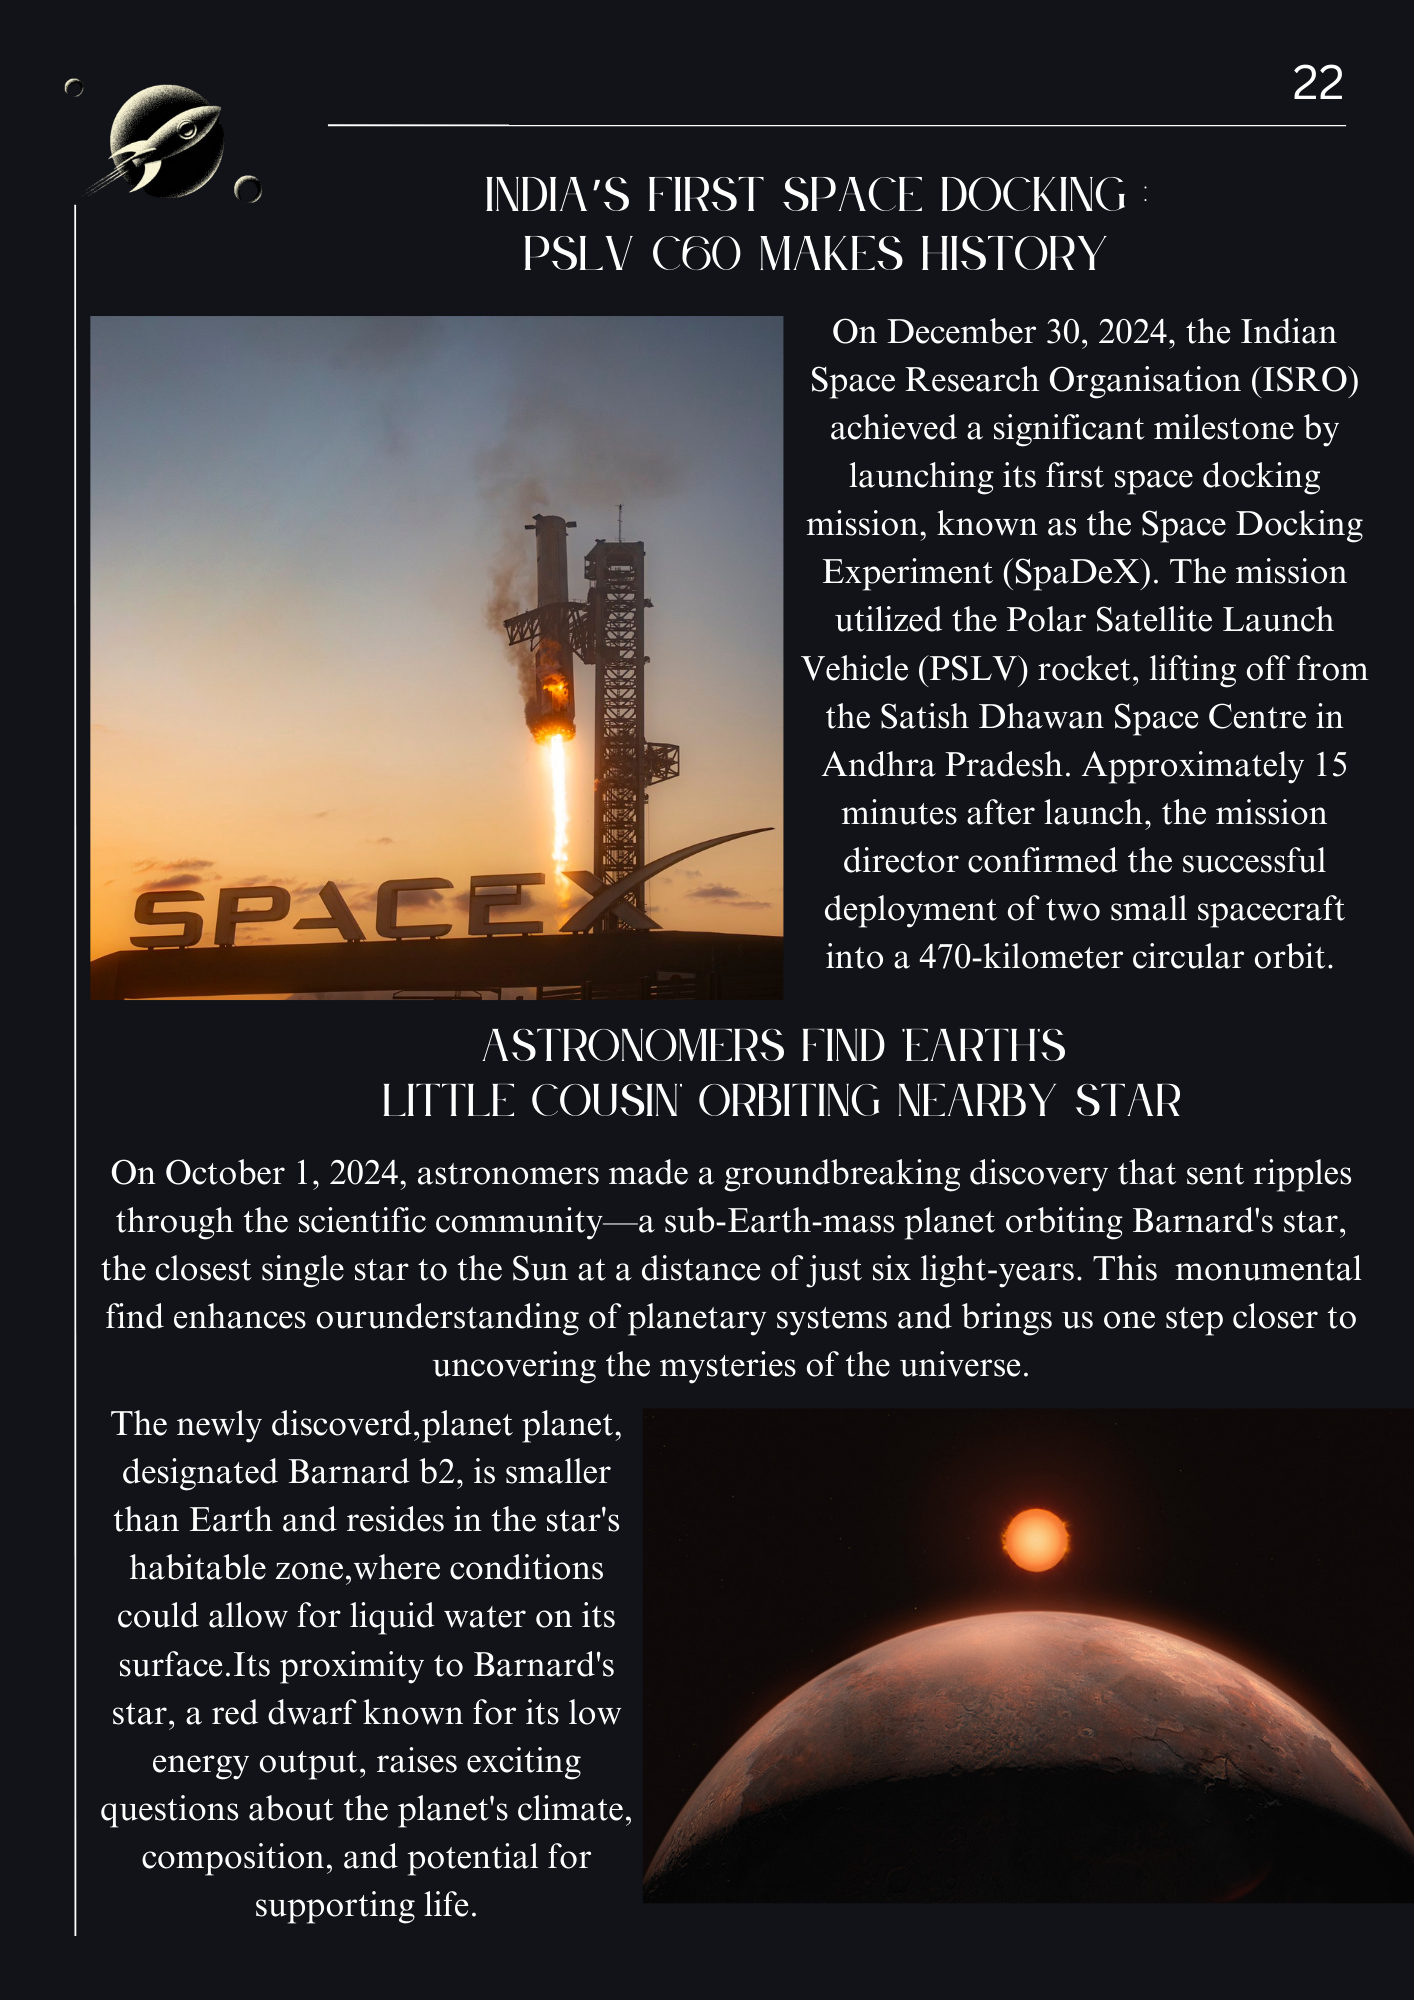 22
INDIA'S FIRST SPACE DOCKING :
PSLV C60 MAKES HISTORY
On December 30, 2024, the Indian
Space Research Organisation (ISRO)
achieved a significant milestone by
launching its first space docking
mission, known as the Space Docking
Experiment (SpaDeX). The mission
utilized the Polar Satellite Launch
Vehicle (PSLV) rocket, lifting off from
the Satish Dhawan Space Centre in
Andhra Pradesh. Approximately 15
minutes after launch, the mission
director confirmed the successful
deployment of two small spacecraft
into a 470-kilometer circular orbit.
SPACEX
ASTRONOMERS FIND 'EARTH'S
LITTLE COUSIN' ORBITING NEARBY STAR
On October 1, 2024, astronomers made a groundbreaking discovery that sent ripples
through the scientific community—a sub-Earth-mass planet orbiting Barnard's star,
the closest single star to the Sun at a distance of just six light-years. This  monumental
find enhances ourunderstanding of planetary systems and brings us one step closer to
uncovering the mysteries of the universe.
The newly discoverd,planet planet,
designated Barnard b2, is smaller
than Earth and resides in the star's
habitable zone,where conditions
could allow for liquid water on its
surface.Its proximity to Barnard's
star, a red dwarf known for its low
energy output, raises exciting
questions about the planet's climate,
composition, and potential for
supporting life.